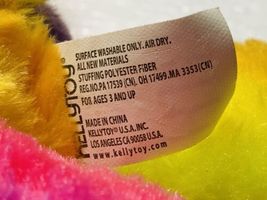 KELLYTOY
SURFACE WASHABLE ONLY. AIR DRY.
ALL NEW MATERIALS
STUFFING POLYESTER FIBER
REG.NO.PA 17539 (CN), OH 17499.MA 3353(CN)
FOR AGES 3 AND UP
MADE IN CHINA
KELLYTOY U.S.A. INC.
LOS ANGELES CA 90058 U.S.A.
www.kellytoy.com